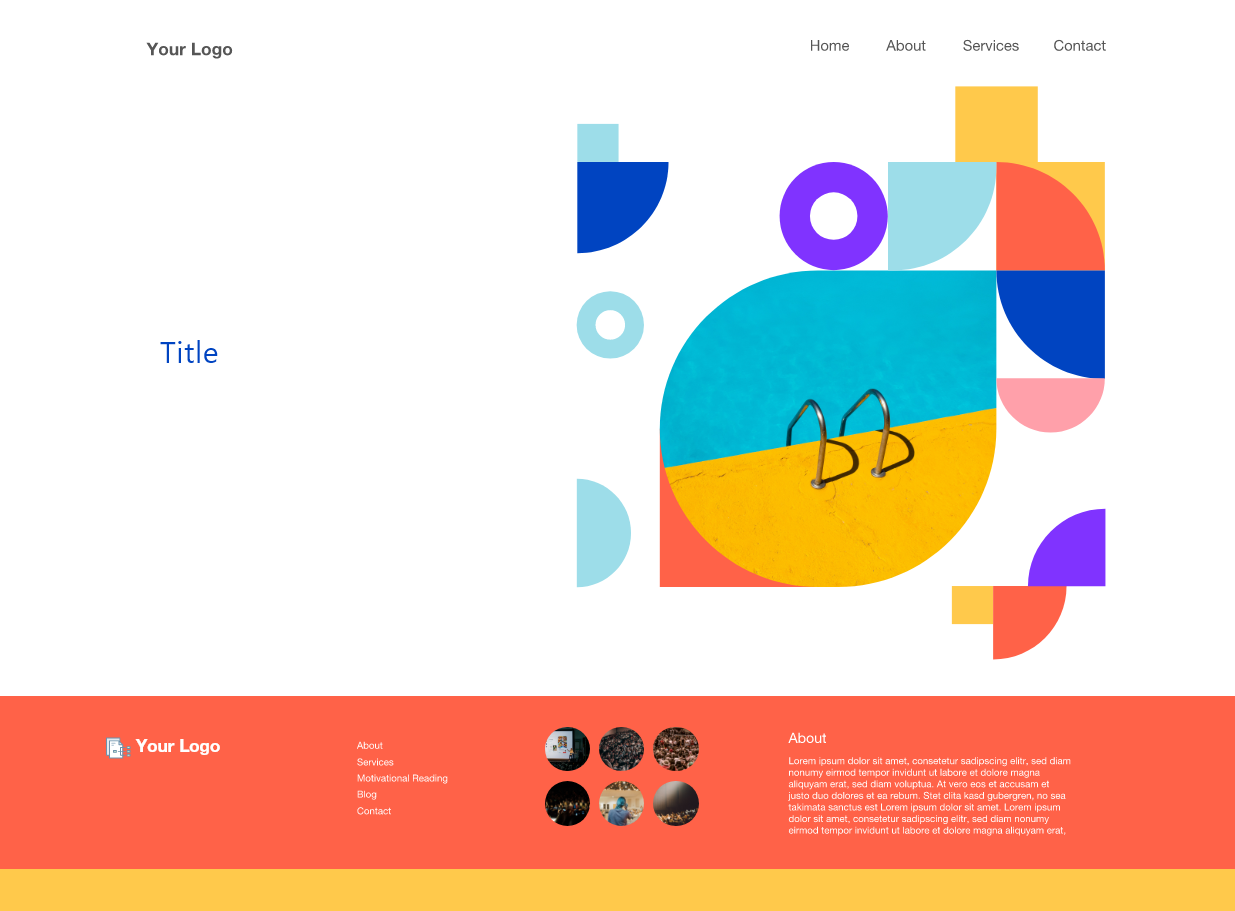 Your Logo
Home About Services Contact
Title
Your Logo
About
Services
Motivational Reading
Blog
Contact
About
Lorem ipsum dolor sit amet, consetetur sadipscing elitr, sed diam
nonumy eirmod tempor invidunt ut labore et dolore magna
aliquyam erat, sed diam voluptua. At vero eos et accusam et
justo duo dolores et ea rebum. Stet clita kasd gubergren, no sea
takimata sanctus est Lorem ipsum dolor sit amet. Lorem ipsum
dolor sit amet, consetetur sadipscing elitr, sed diam nonumy
eirmod tempor invidunt ut labore et dolore magna aliquyam erat,